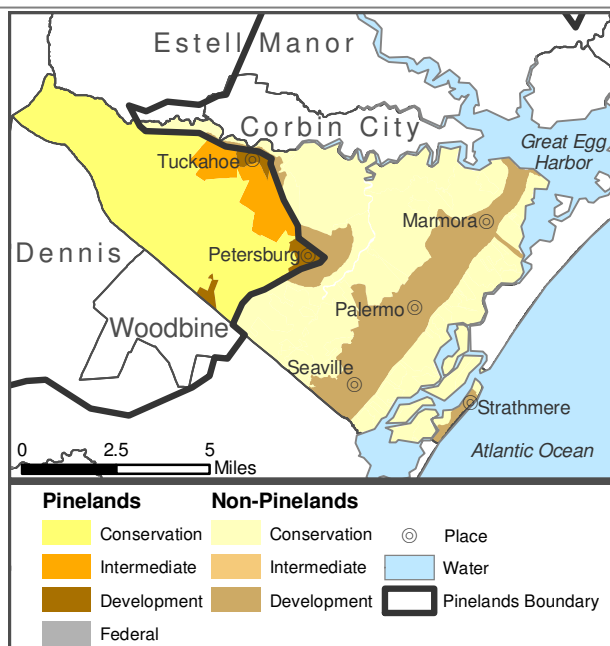 Estell Manor
Corbin City
Great Egg
Harbor
Tuckahoe
Marmora
Dennis
Petersburg
Palermo
Woodbine
Seaville
Strathmere
0 2.5 5
Miles
Atlantic Ocean
Pinelands Non-Pinelands
Conservation Conservation Place
Intermediate Intermediate Water
Development Development Pinelands Boundary
Federal